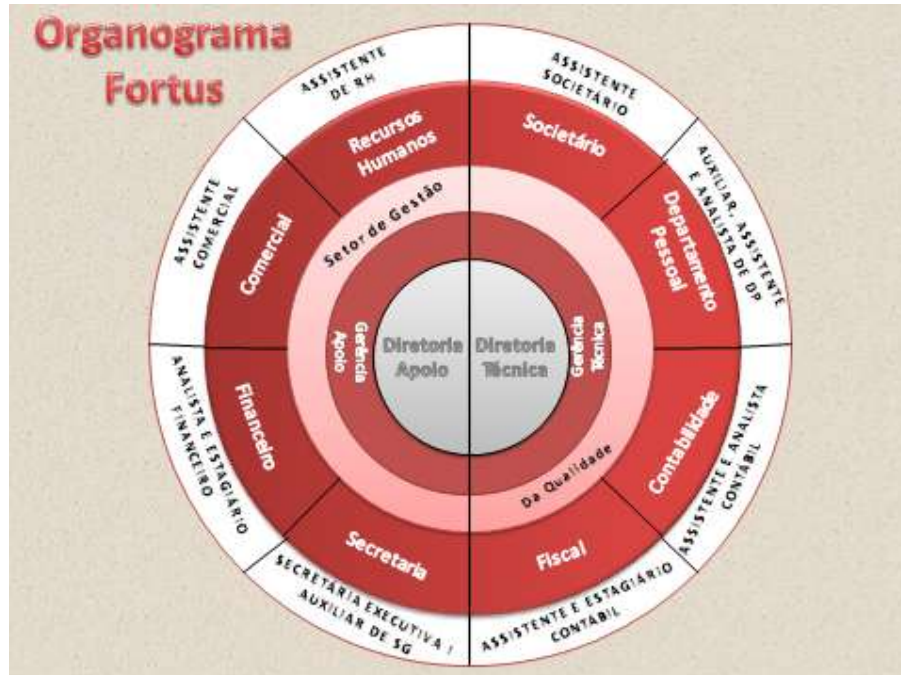 Organograma
Fortus
ASSISTENTE
DE RH
ASSISTENTE
SOCIETÁRIO
AUXILIAR, ASSISTENTE
E ANALISTA DE DP
ASSISTENTE E ANALISTA
CONTÁBIL
ASSISTENTE E ESTAGIÁRIO
CONTÁBIL
SECRETÁRIA EXECUTIVA /
AUXILIAR DE SG
ANALISTA E ESTAGIÁRIO
FINANCEIRO
ASSISTENTE
COMERCIAL
Recursos
Humanos
Societário
Departamento
Pessoal
Contabilidade
Fiscal
Secretaria
Financeiro
Comercial
Setor de Gestão
Da Qualidade
Gerência
Apoio
Gerência
Técnica
Diretoria
Apoio
Diretoria
Técnica